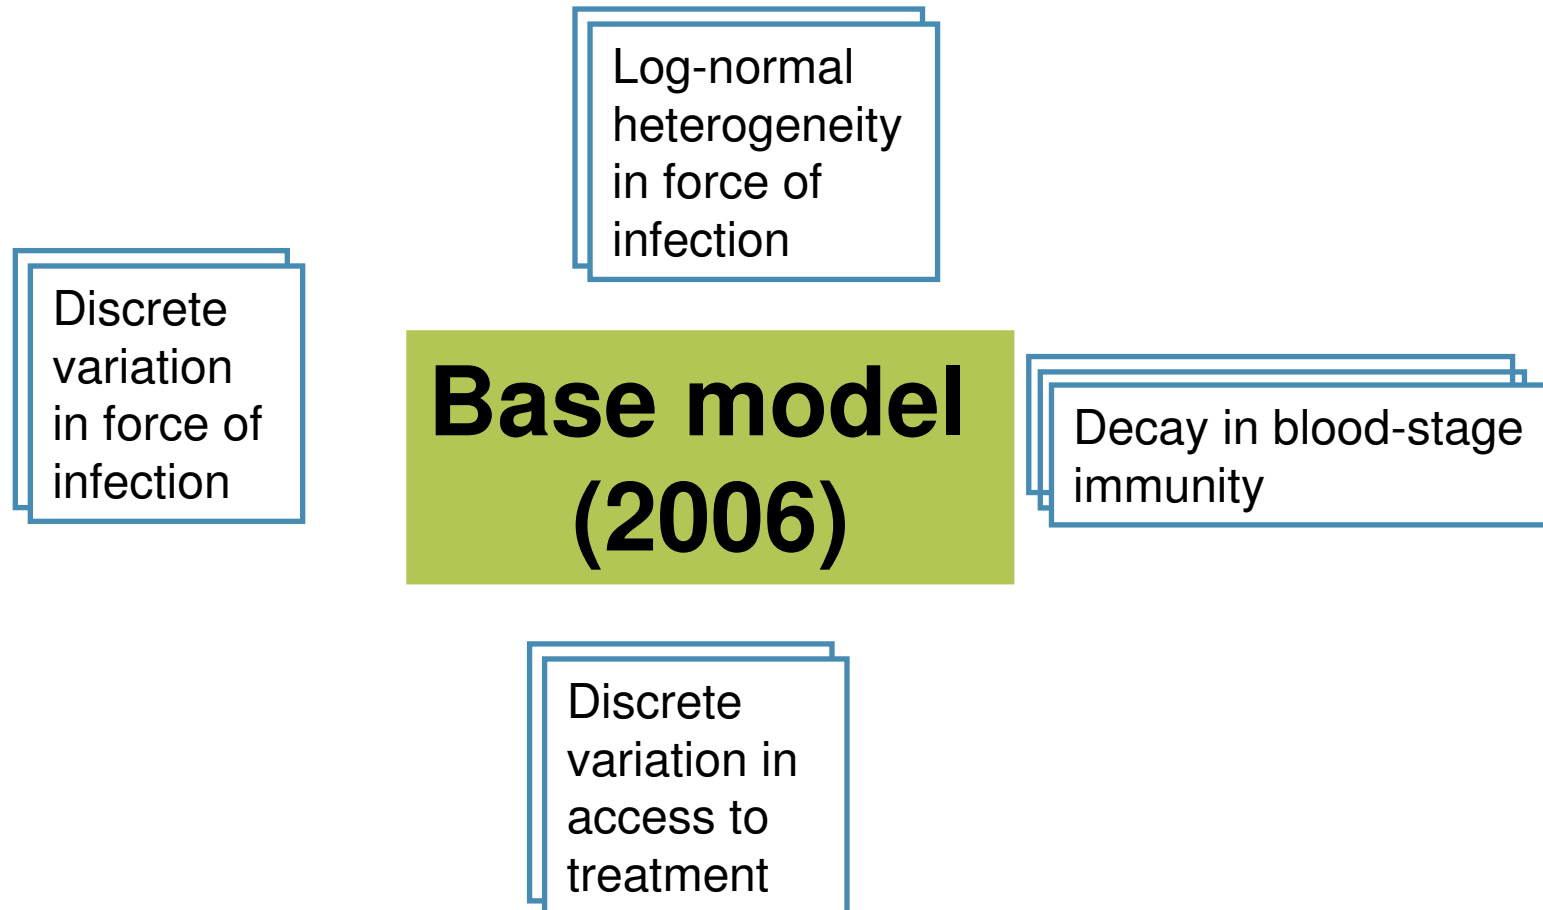 Log-normal
heterogeneity
in force of
infection
Discrete
variation
in force of
infection
Base model
(2006)
Decay in blood-stage
immunity
Discrete
variation in
access to
treatment